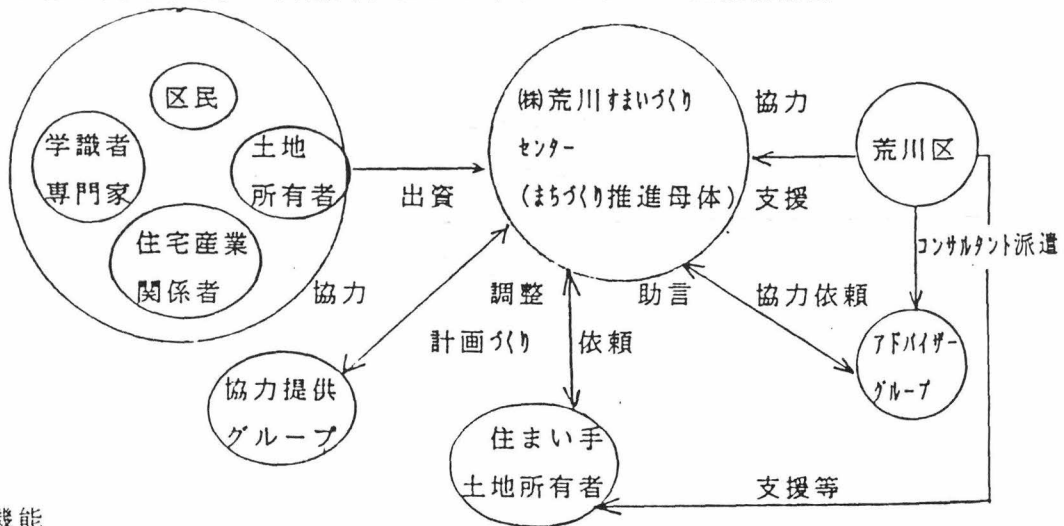 区民
学識者
専門家
土地
所有者
住宅産業
関係者
出資
(株)荒川すまいづくり
センター
(まちづくり推進母体)
協力
支援
荒川区
コンサルタント派遣
協力
調整
計画づくり
依頼
助言
協力依頼
アドバイザー
グループ
協力提供
グループ
住まい手
土地所有者
支援等